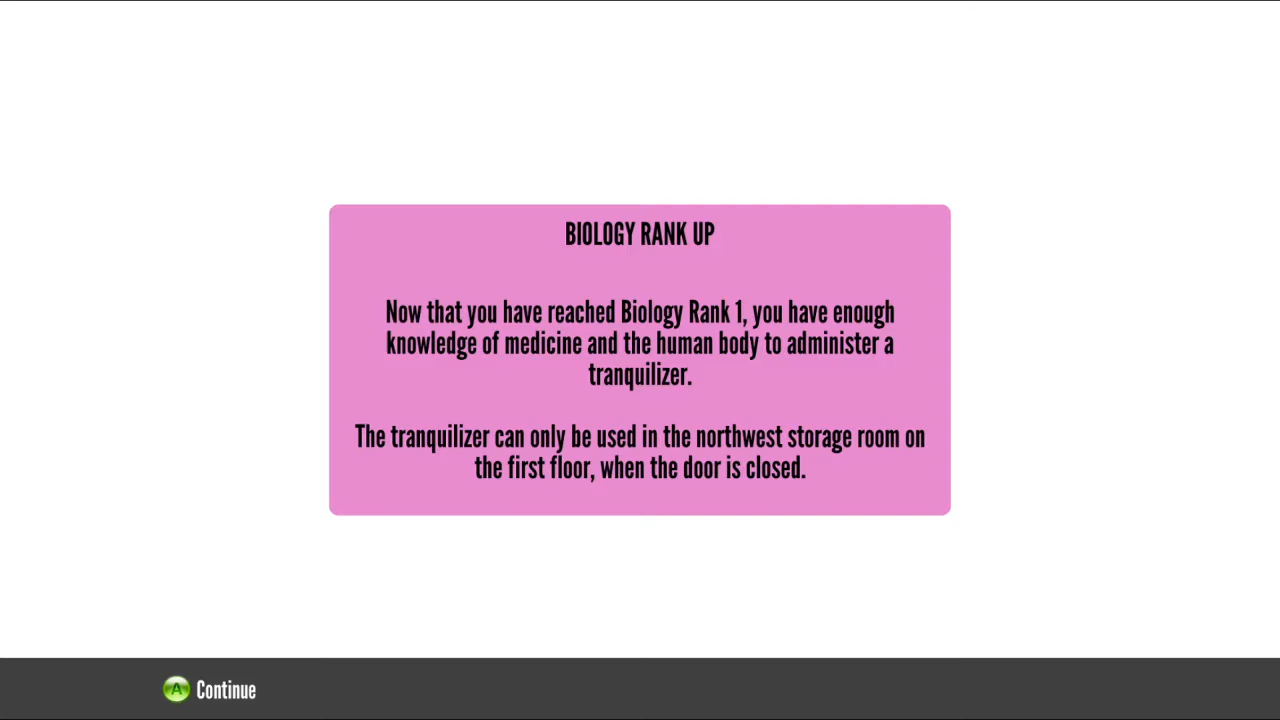 BIOLOGY RANK UP
Now that you have reached Biology Rank 1, you have enough
knowledge of medicine and the human body to administer a
tranquilizer.
The tranquilizer can only be used in the northwest storage room on
the first floor, when the door is closed.
A Continue